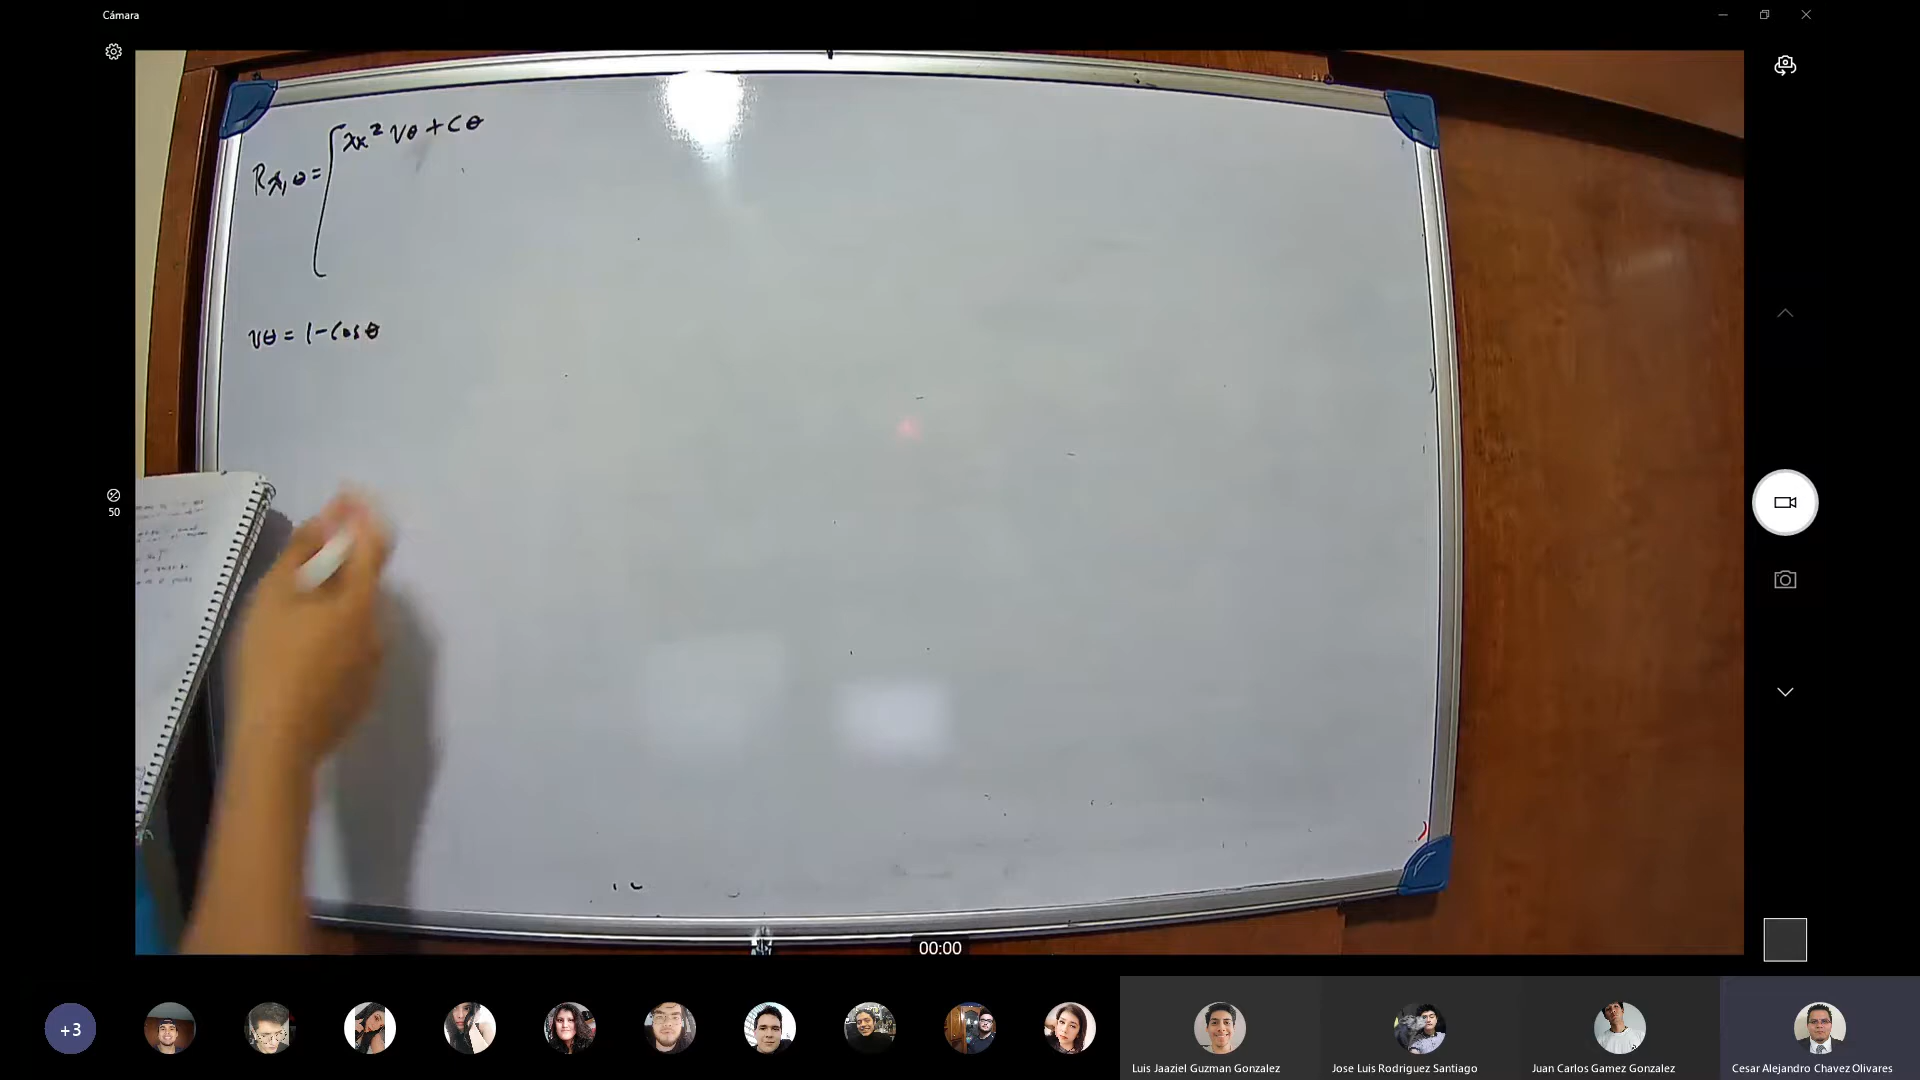 Cámara
λx² Vθ + Cθ
Rλ,θ =
Vθ = 1 - Cosθ
50
00:00
+3
Luis Jaaziel Guzman Gonzalez
Jose Luis Rodriguez Santiago
Juan Carlos Gamez Gonzalez
Cesar Alejandro Chavez Olivares